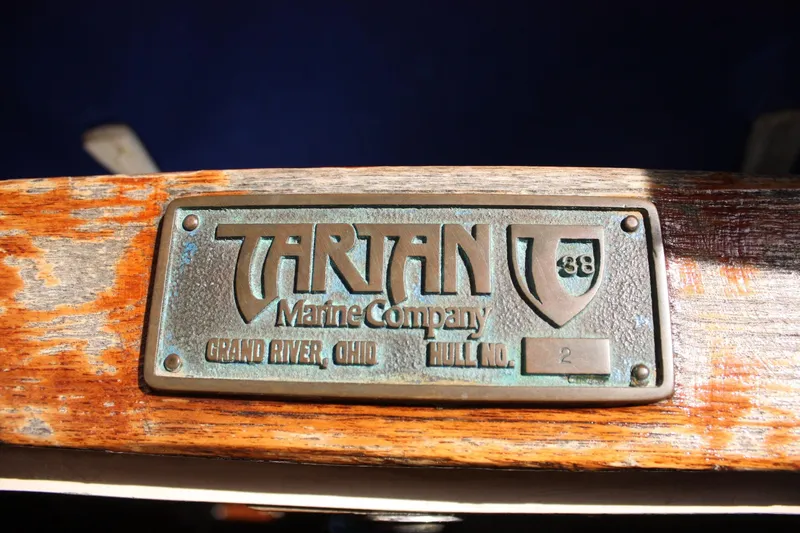 TARTAN
Marine Company
T 38
GRAND RIVER, OHIO HULL NO. 2